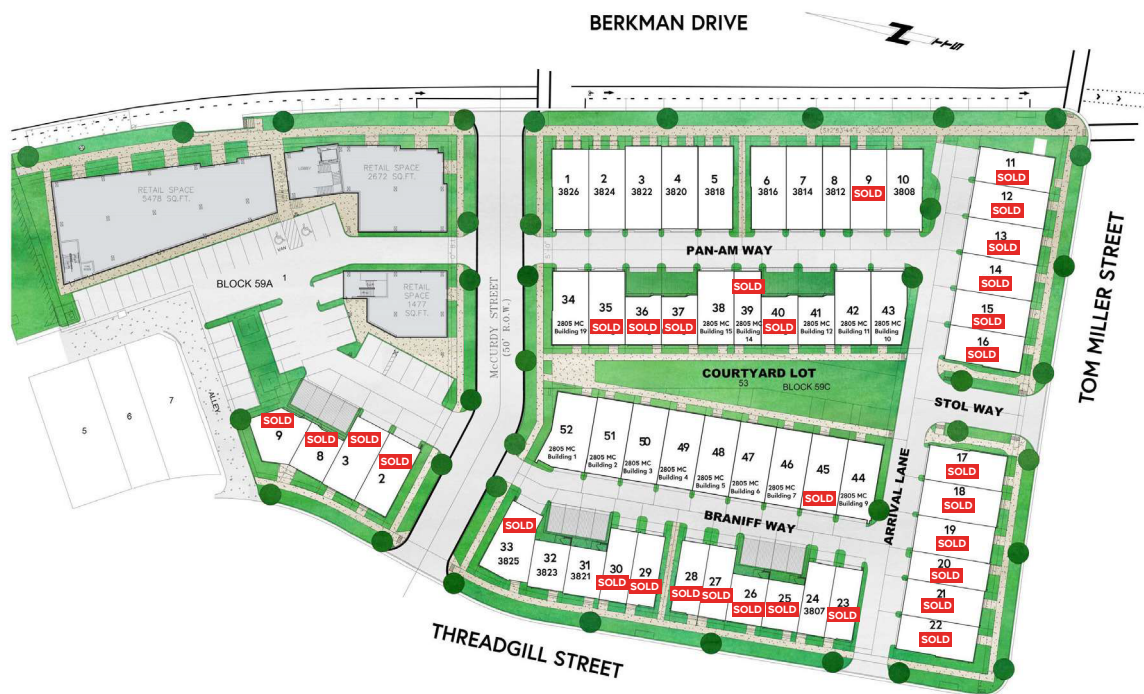 BERKMAN DRIVE
N
RETAIL SPACE
5478 SQ.FT.
LOBBY
RETAIL SPACE
2672 SQ.FT.
VAN
BLOCK 59A
1
RETAIL
SPACE
1477
SQ.FT.
McCURDY STREET
(50' R.O.W.)
ALLEY
5
6
7
SOLD
9
SOLD
8
SOLD
3
SOLD
2
1
3826
2
3824
3
3822
4
3820
5
3818
6
3816
7
3814
8
3812
9
SOLD
10
3808
PAN-AM WAY
34
2805 MC
Building 19
35
SOLD
36
SOLD
37
SOLD
38
2805 MC
Building 15
SOLD
39
2805 MC
Building
14
40
SOLD
41
2805 MC
Building 12
42
2805 MC
Building 11
43
2805 MC
Building
10
COURTYARD LOT
53
BLOCK 59C
52
2805 MC
Building 1
51
2805 MC
Building 2
50
2805 MC
Building 3
49
2805 MC
Building 4
48
2805 MC
Building 5
47
2805 MC
Building 6
46
2805 MC
Building 7
45
SOLD
44
2805 MC
Building 9
BRANIFF WAY
SOLD
33
3825
32
3823
31
3821
30
SOLD
29
SOLD
28
SOLD
27
SOLD
26
SOLD
25
SOLD
24
3807
23
SOLD
THREADGILL STREET
11
SOLD
12
SOLD
13
SOLD
14
SOLD
15
SOLD
16
SOLD
STOL WAY
ARRIVAL LANE
17
SOLD
18
SOLD
19
SOLD
20
SOLD
21
SOLD
22
SOLD
TOM MILLER STREET